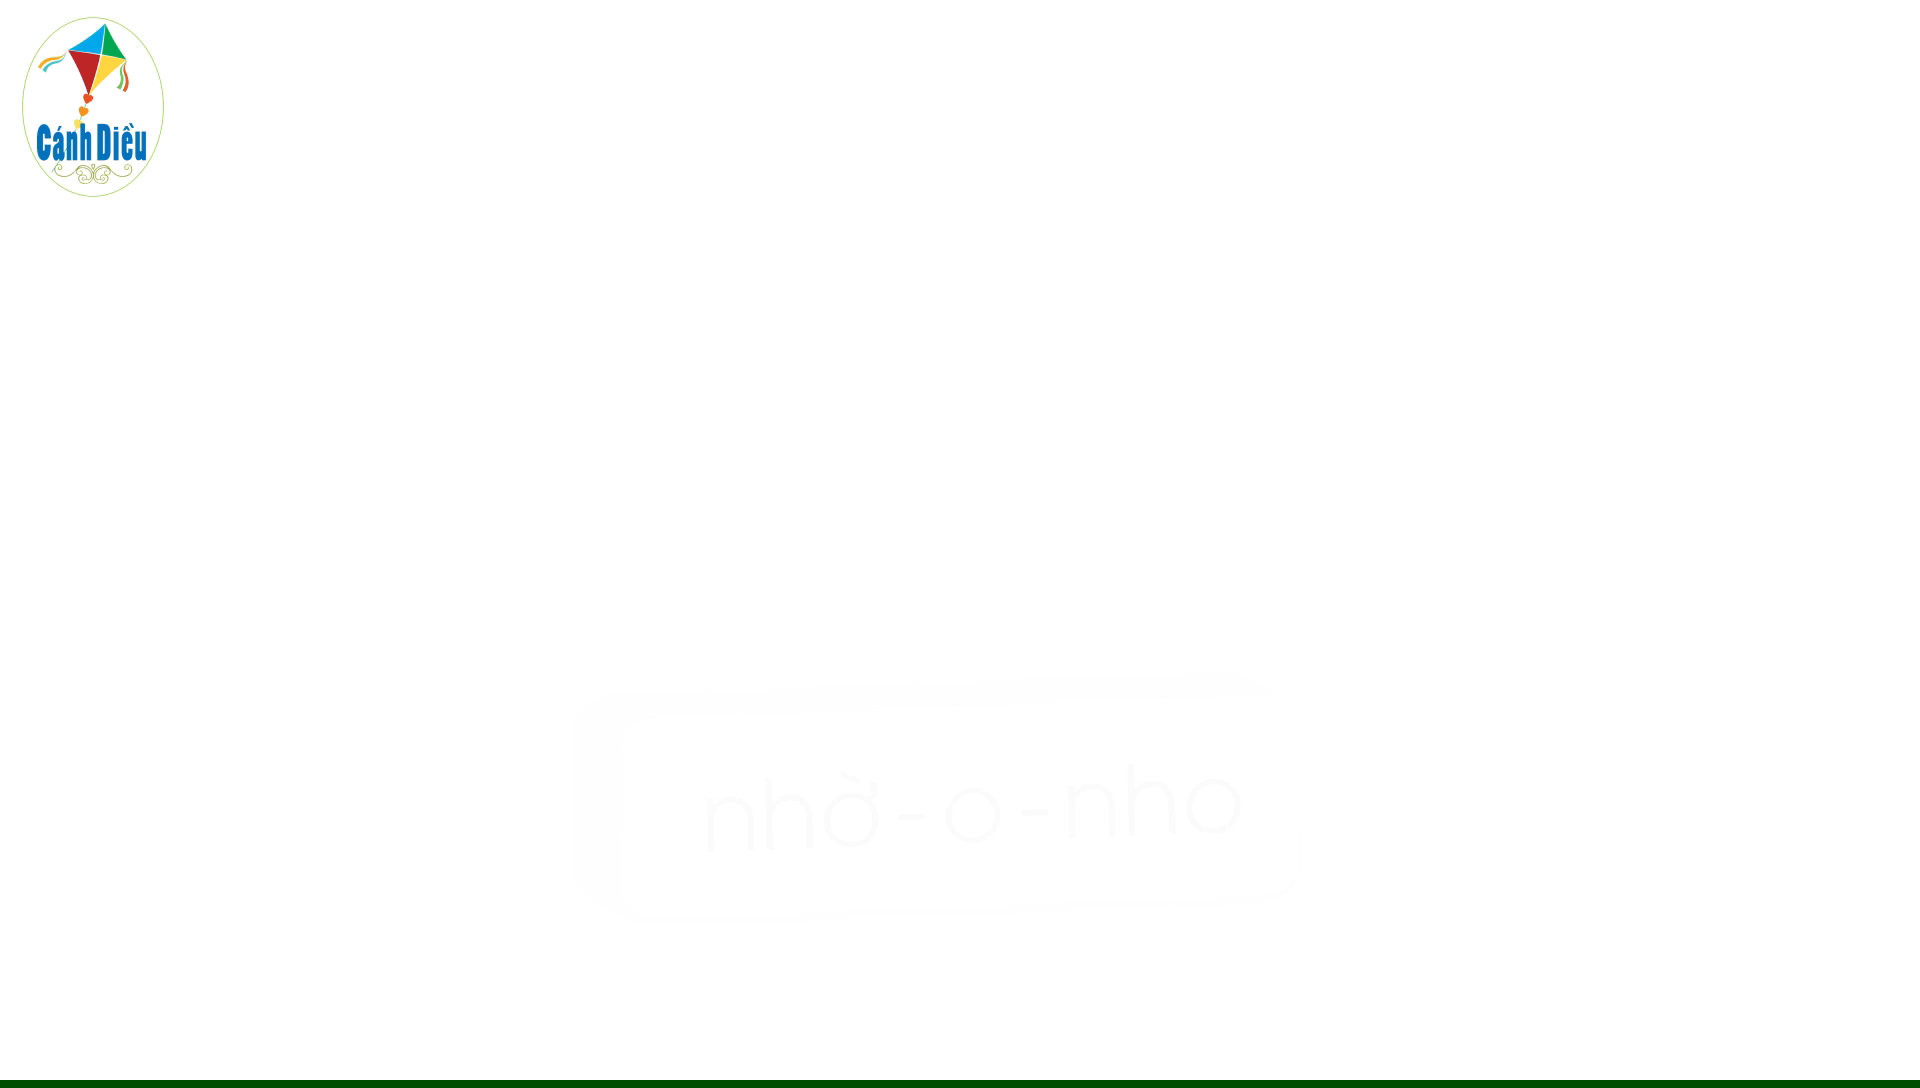 Cánh Diều
nhờ - o - nho